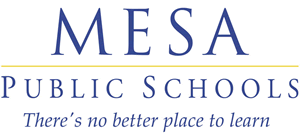 MESA
PUBLIC SCHOOLS
There's no better place to learn